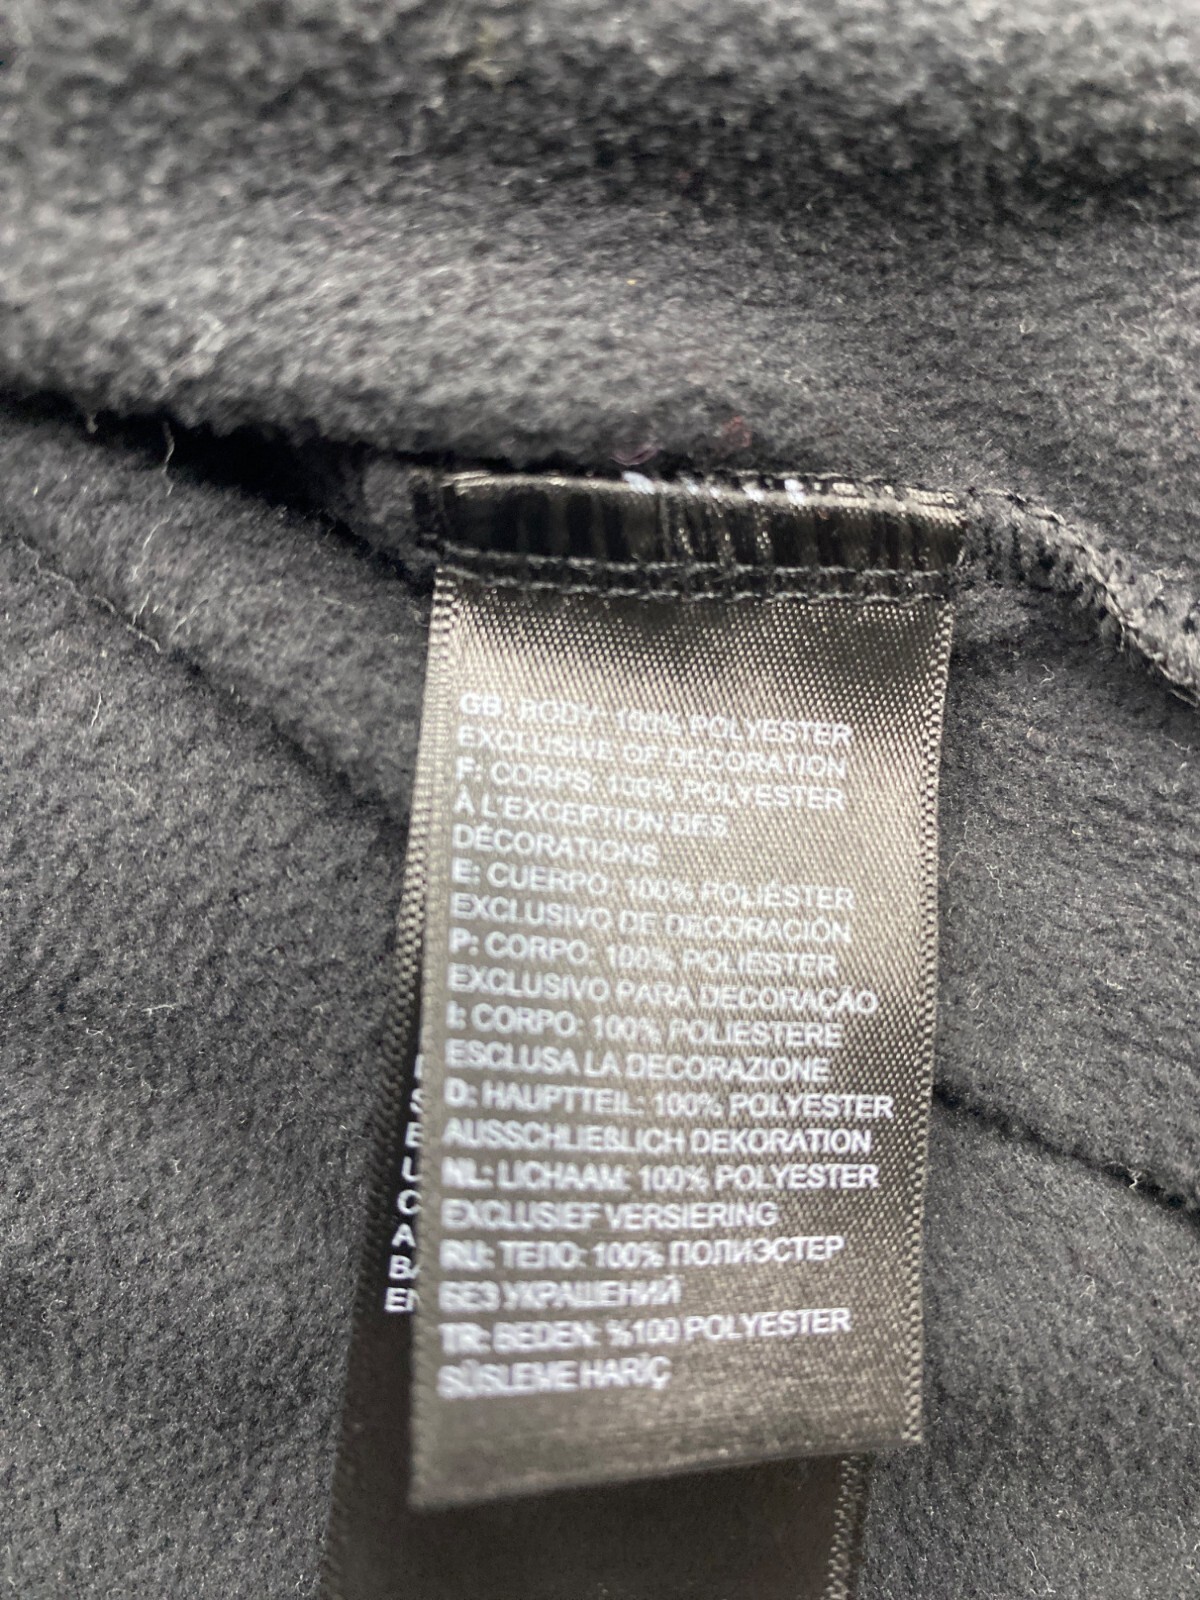 GB: BODY: 100% POLYESTER
EXCLUSIVE OF DECORATION
F: CORPS: 100% POLYESTER
À L'EXCEPTION DES
DÉCORATIONS
E: CUERPO: 100% POLIÉSTER
EXCLUSIVO DE DECORACIÓN
P: CORPO: 100% POLIESTER
EXCLUSIVO PARA DECORAÇÃO
I: CORPO: 100% POLIESTERE
ESCLUSA LA DECORAZIONE
D: HAUPTTEIL: 100% POLYESTER
AUSSCHLIEßLICH DEKORATION
NL: LICHAAM: 100% POLYESTER
EXCLUSIEF VERSIERING
RU: ТЕЛО: 100% ПОЛИЭСТЕР
БЕЗ УКРАШЕНИЙ
TR: BEDEN: %100 POLYESTER
SÜSLEME HARİÇ